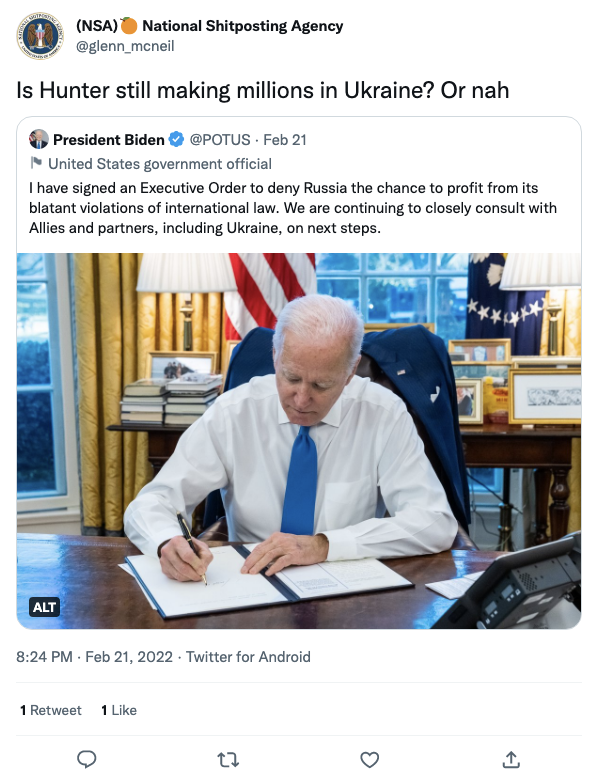 (NSA)🍊 National Shitposting Agency
@glenn_mcneil
Is Hunter still making millions in Ukraine? Or nah
President Biden @POTUS · Feb 21
United States government official
I have signed an Executive Order to deny Russia the chance to profit from its
blatant violations of international law. We are continuing to closely consult with
Allies and partners, including Ukraine, on next steps.
ALT
8:24 PM · Feb 21, 2022 · Twitter for Android
1 Retweet 1 Like